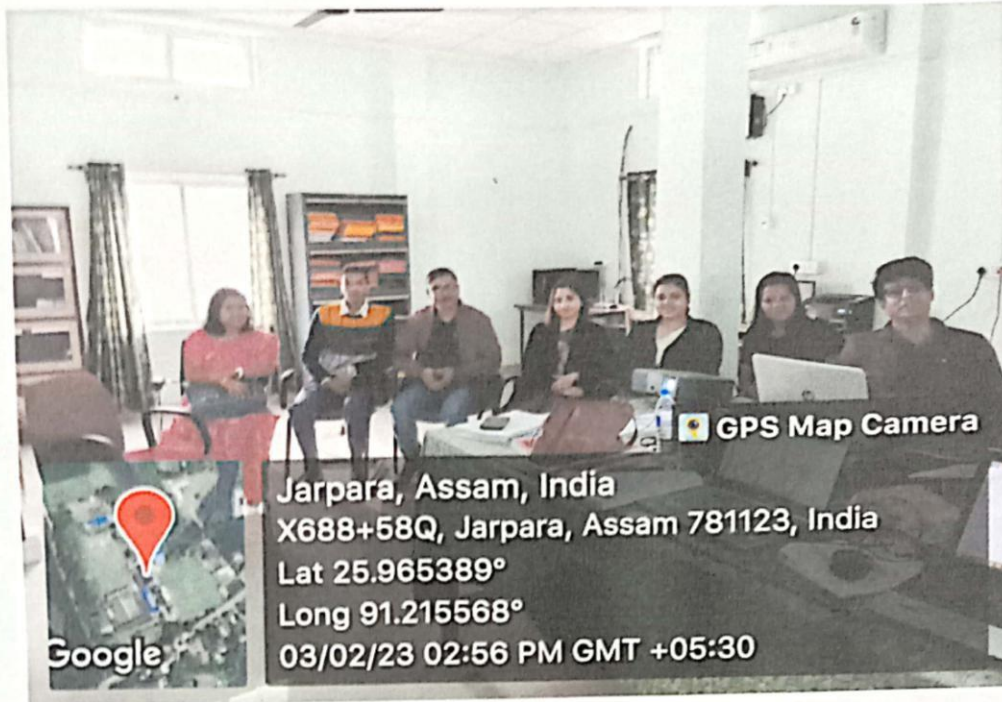 GPS Map Camera
Jarpara, Assam, India
X688+58Q, Jarpara, Assam 781123, India
Lat 25.965389°
Long 91.215568°
03/02/23 02:56 PM GMT +05:30
Google